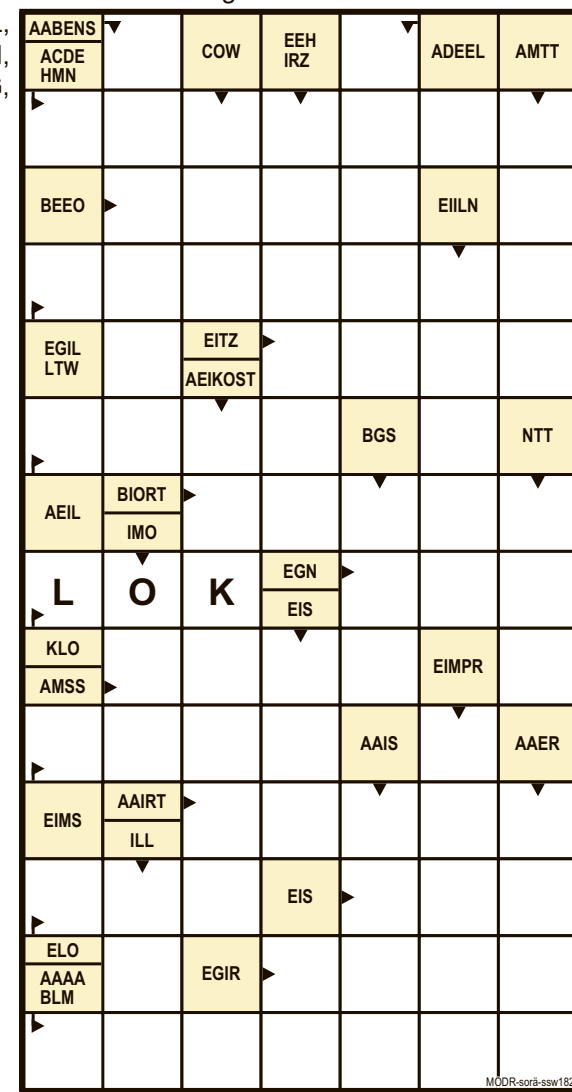 AABENS
ACDE
HMN
COW
EEH
IRZ
ADEEL
AMTT
BEEO
EIILN
EGIL
LTW
EITZ
AEIKOST
BGS
NTT
AEIL
BIORT
IMO
L O K
EGN
EIS
KLO
AMSS
EIMPR
AAIS
AAER
EIMS
AAIRT
ILL
EIS
ELO
AAAA
BLM
EGIR
MODR-sorä-ssw182